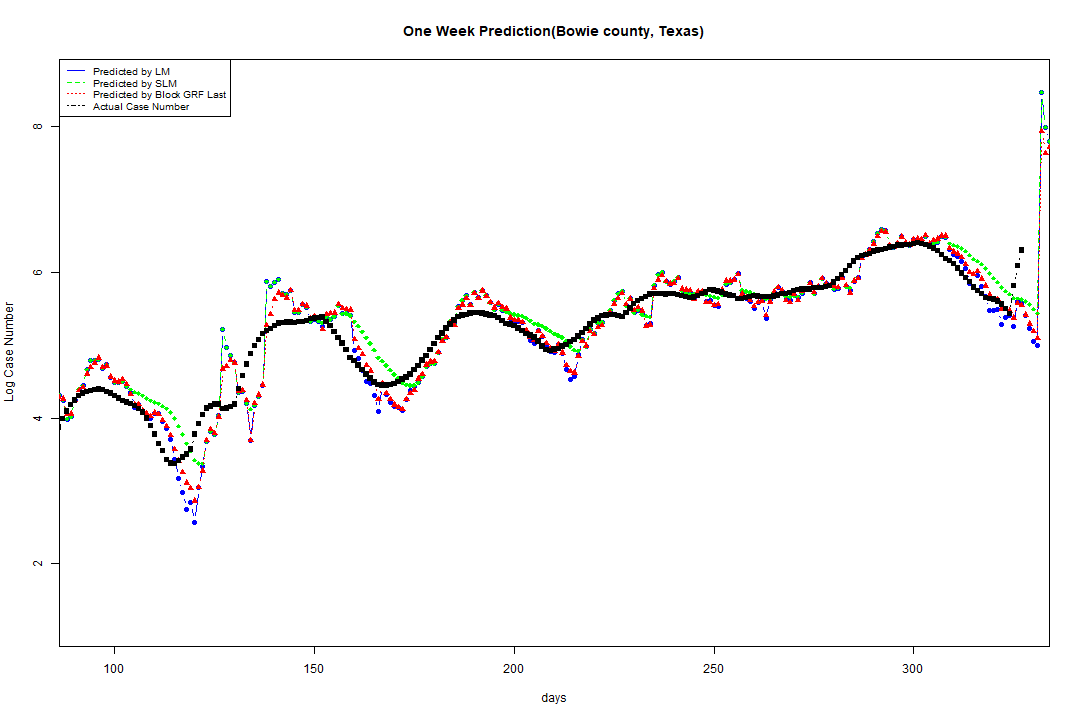 One Week Prediction(Bowie county, Texas)
Predicted by LM
Predicted by SLM
Predicted by Block GRF Last
Actual Case Number
8
6
4
2
Log Case Number
100
150
200
250
300
days